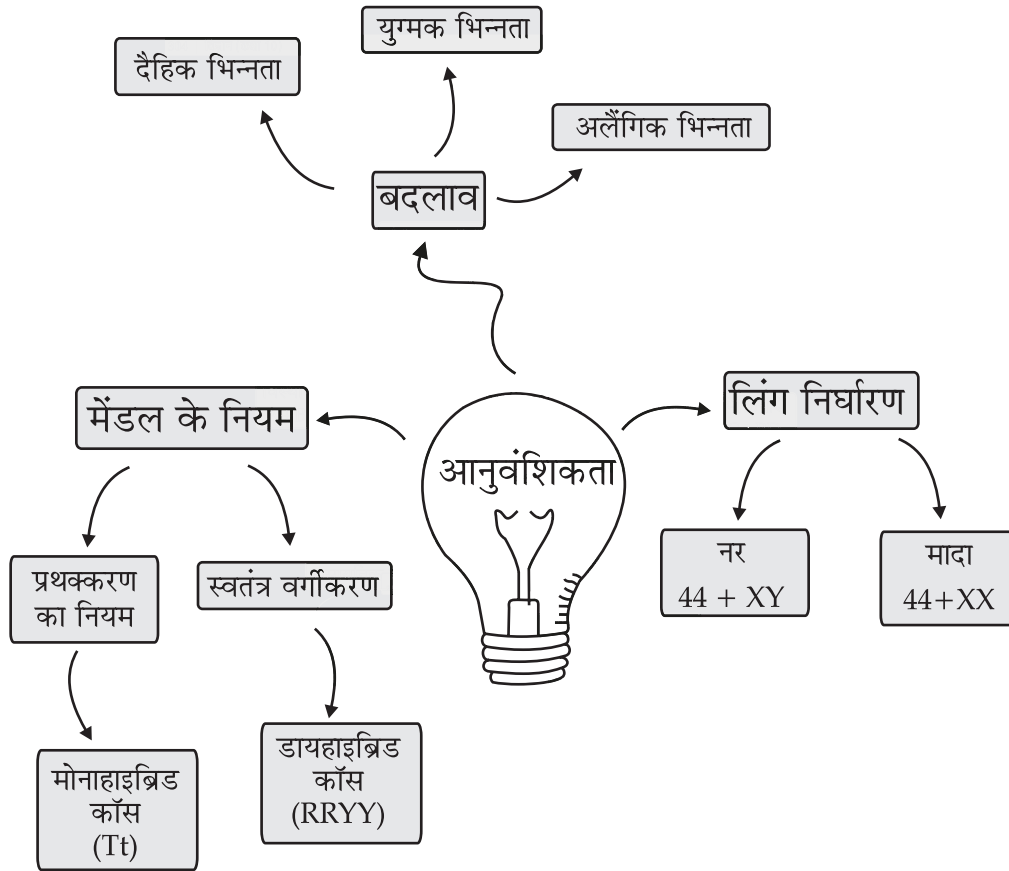 युग्मक भिन्नता
दैहिक भिन्नता
अलैंगिक भिन्नता
बदलाव
लिंग निर्घारण
मेंडल के नियम
आनुवंशिकता
नर
44 + XY
मादा
44+XX
प्रथक्करण
का नियम
स्वतंत्र वर्गीकरण
डायहाइब्रिड
कॉस
(RRYY)
मोनाहाइब्रिड
कॉस
(Tt)